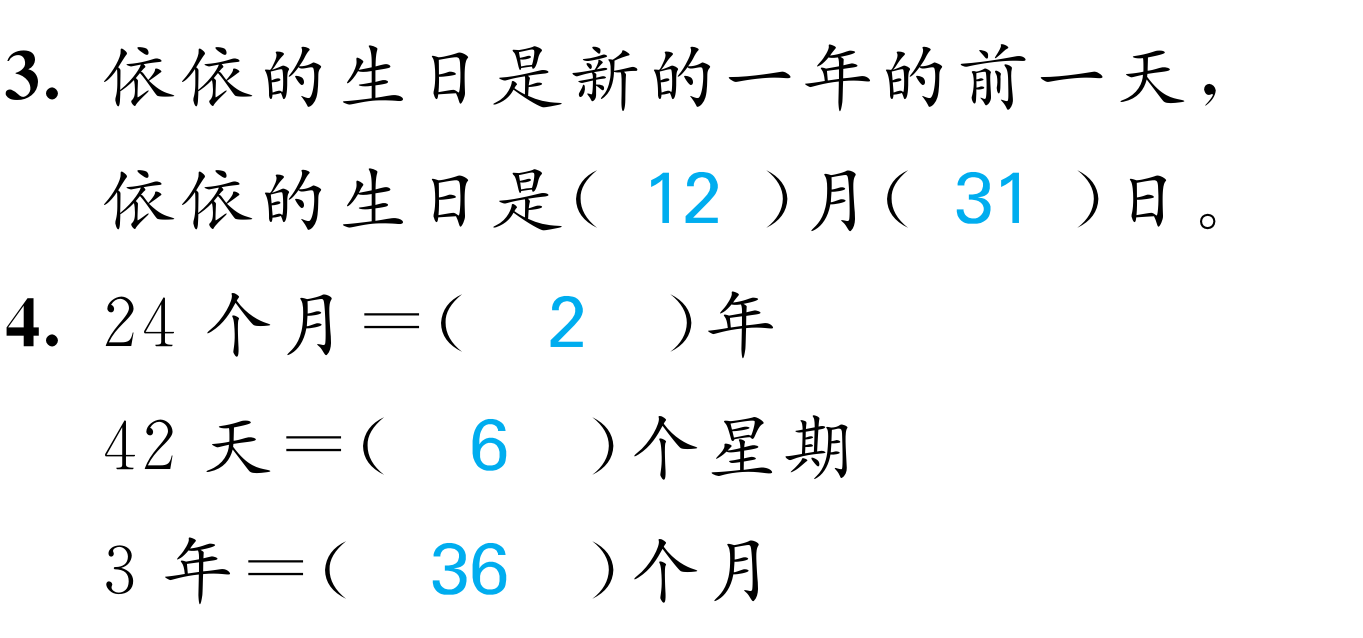 3. 依依的生日是新的一年的前一天，
依依的生日是( 12 )月( 31 )日。
4. 24 个月=( 2 )年
42 天=( 6 )个星期
3 年=( 36 )个月